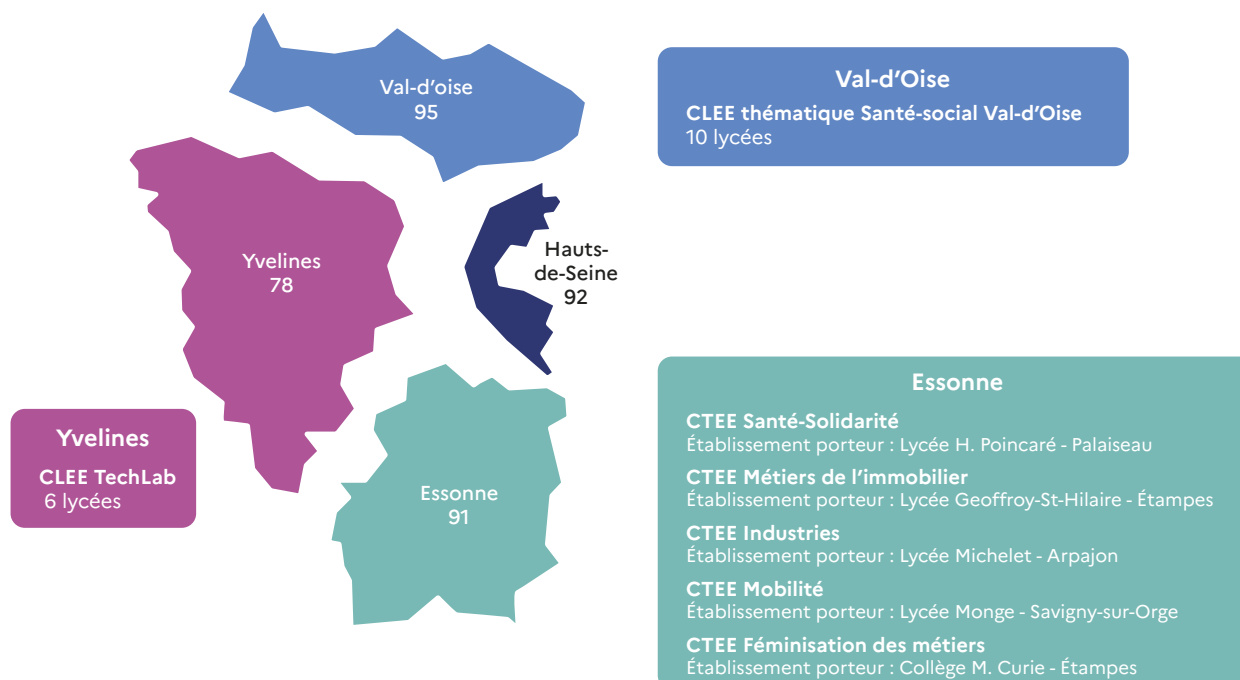 Val-d'oise
95
Yvelines
78
Hauts-
de-Seine
92
Essonne
91
Val-d'Oise
CLEE thématique Santé-social Val-d'Oise
10 lycées
Yvelines
CLEE TechLab
6 lycées
Essonne
CTEE Santé-Solidarité
Établissement porteur : Lycée H. Poincaré - Palaiseau
CTEE Métiers de l'immobilier
Établissement porteur : Lycée Geoffroy-St-Hilaire - Étampes
CTEE Industries
Établissement porteur : Lycée Michelet - Arpajon
CTEE Mobilité
Établissement porteur : Lycée Monge - Savigny-sur-Orge
CTEE Féminisation des métiers
Établissement porteur : Collège M. Curie - Étampes